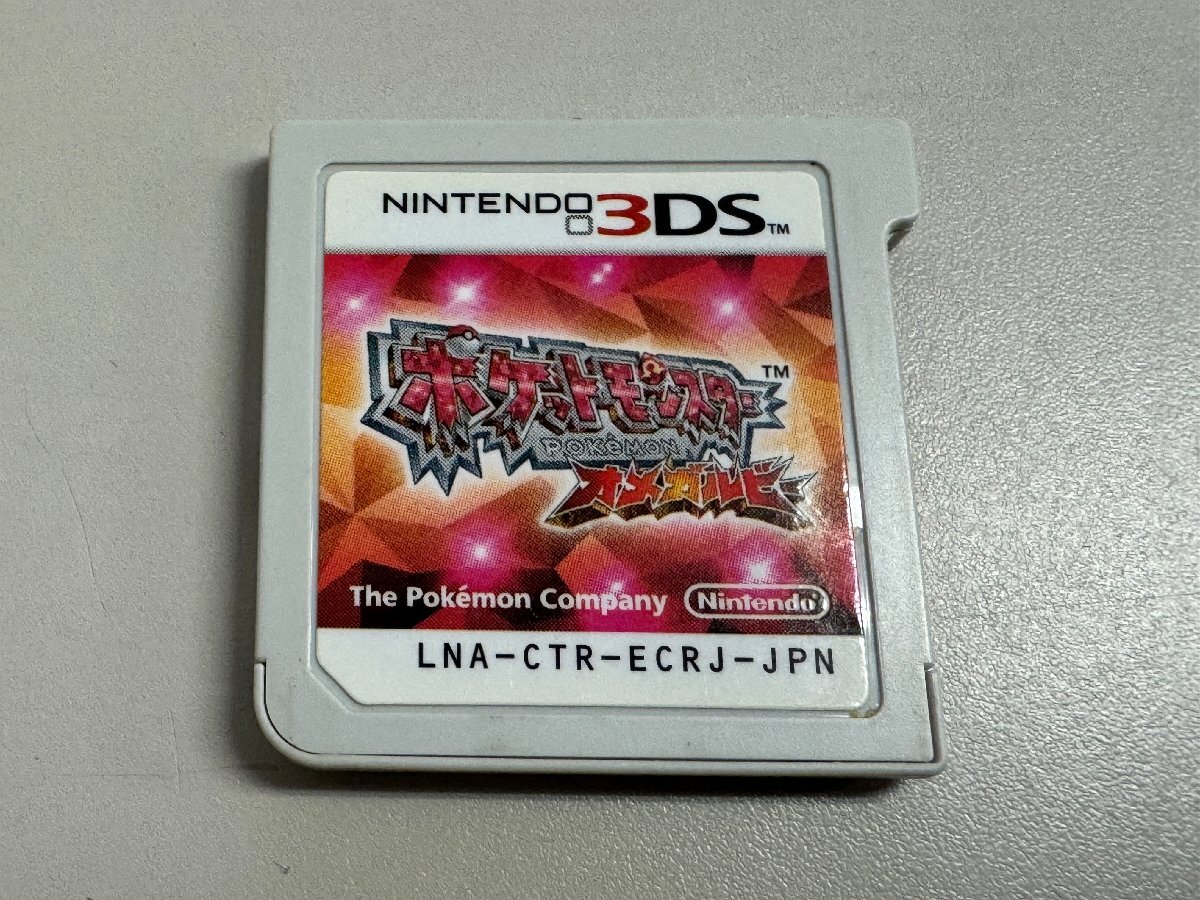 NINTENDO 3DS™
ポケットモンスター™
POKéMON
オメガルビー
The Pokémon Company Nintendo
LNA-CTR-ECRJ-JPN